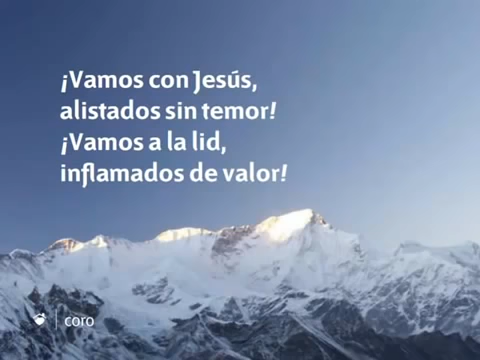 ¡Vamos con Jesús,
alistados sin temor!
¡Vamos a la lid,
inflamados de valor!
coro